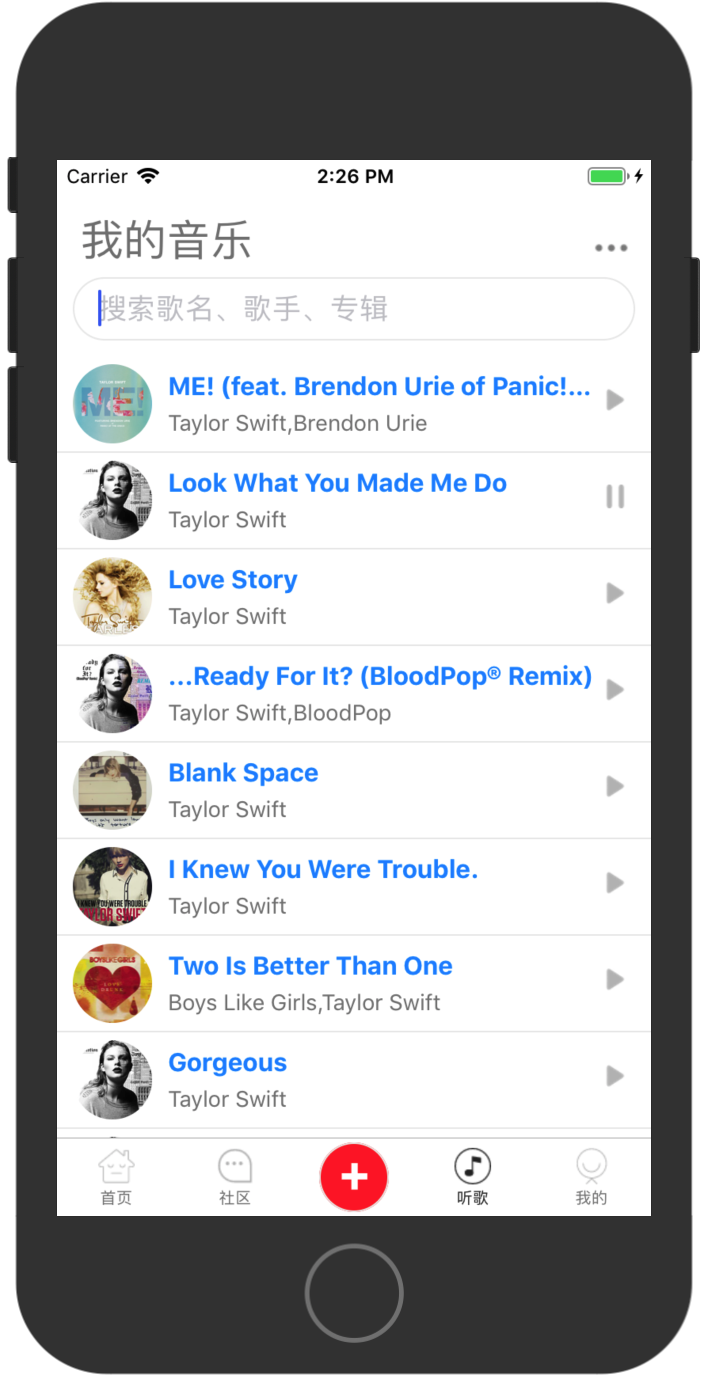 Carrier 2:26 PM
我的音乐
搜索歌名、歌手、专辑
ME! (feat. Brendon Urie of Panic!...
Taylor Swift,Brendon Urie
Look What You Made Me Do
Taylor Swift
Love Story
Taylor Swift
...Ready For It? (BloodPop® Remix)
Taylor Swift,BloodPop
Blank Space
Taylor Swift
I Knew You Were Trouble.
Taylor Swift
Two Is Better Than One
Boys Like Girls,Taylor Swift
Gorgeous
Taylor Swift
首页 社区 听歌 我的